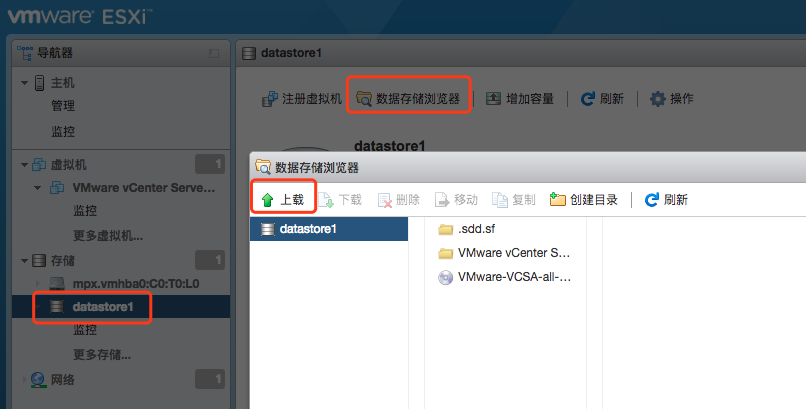 vmware ESXi™
导航器
主机
管理
监控
虚拟机
1
VMware vCenter Serve...
监控
更多虚拟机...
存储
1
mpx.vmhba0:C0:T0:L0
datastore1
监控
更多存储...
网络
1
datastore1
注册虚拟机
数据存储浏览器
增加容量
刷新
操作
datastore1
数据存储浏览器
上载
下载
删除
移动
复制
创建目录
刷新
datastore1
.sdd.sf
VMware vCenter S...
VMware-VCSA-all-...